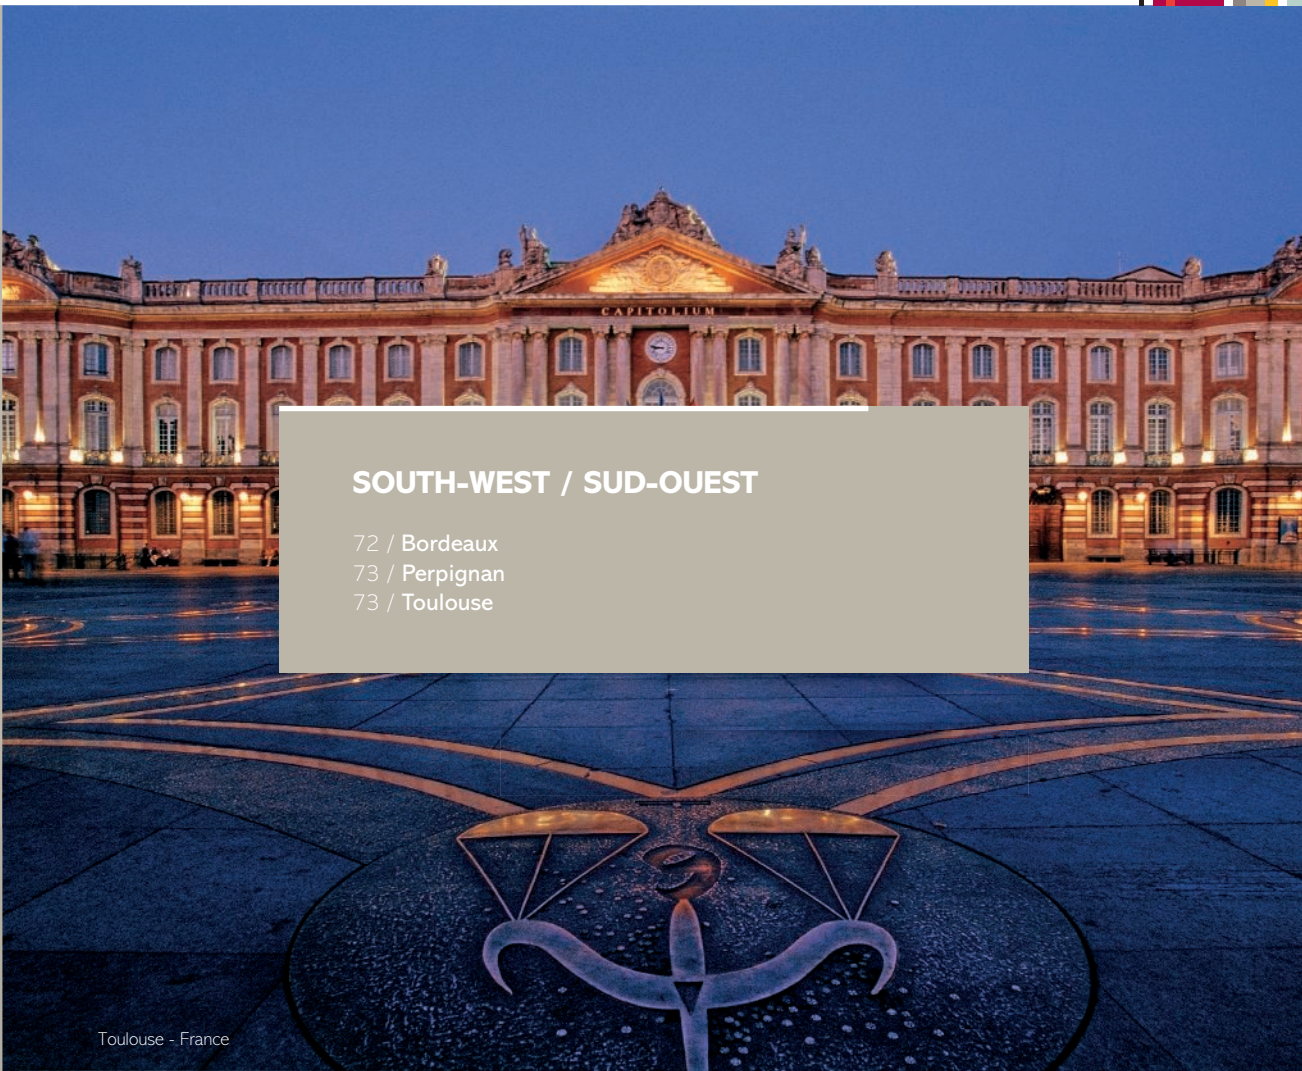 CAPITOLIUM
SOUTH-WEST / SUD-OUEST
72 / Bordeaux
73 / Perpignan
73 / Toulouse
Toulouse - France